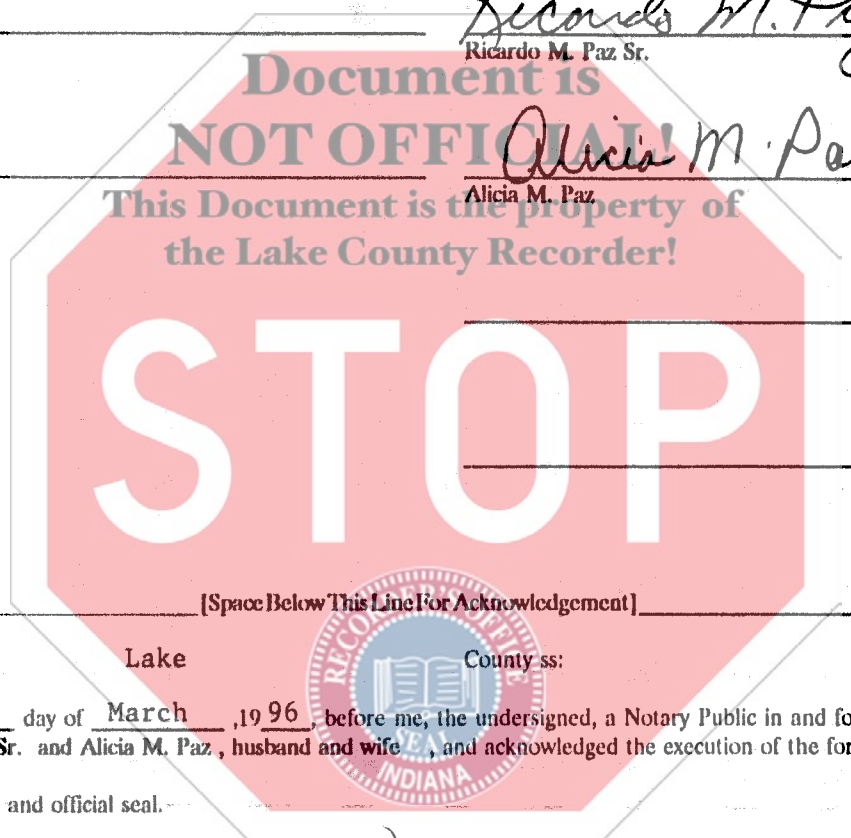 Ricardo M. P
Ricardo M. Paz Sr.
Document is
NOT OFFICIAL!
Alicia M. Pa
Alicia M. Paz
This Document is the property of
the Lake County Recorder!
STOP
[Space Below This Line For Acknowledgement]
Lake County ss:
day of March ,19 96 , before me, the undersigned, a Notary Public in and fo
Sr. and Alicia M. Paz , husband and wife , and acknowledged the execution of the for
and official seal.
RECORDER'S OFFICE
SEAL
INDIANA